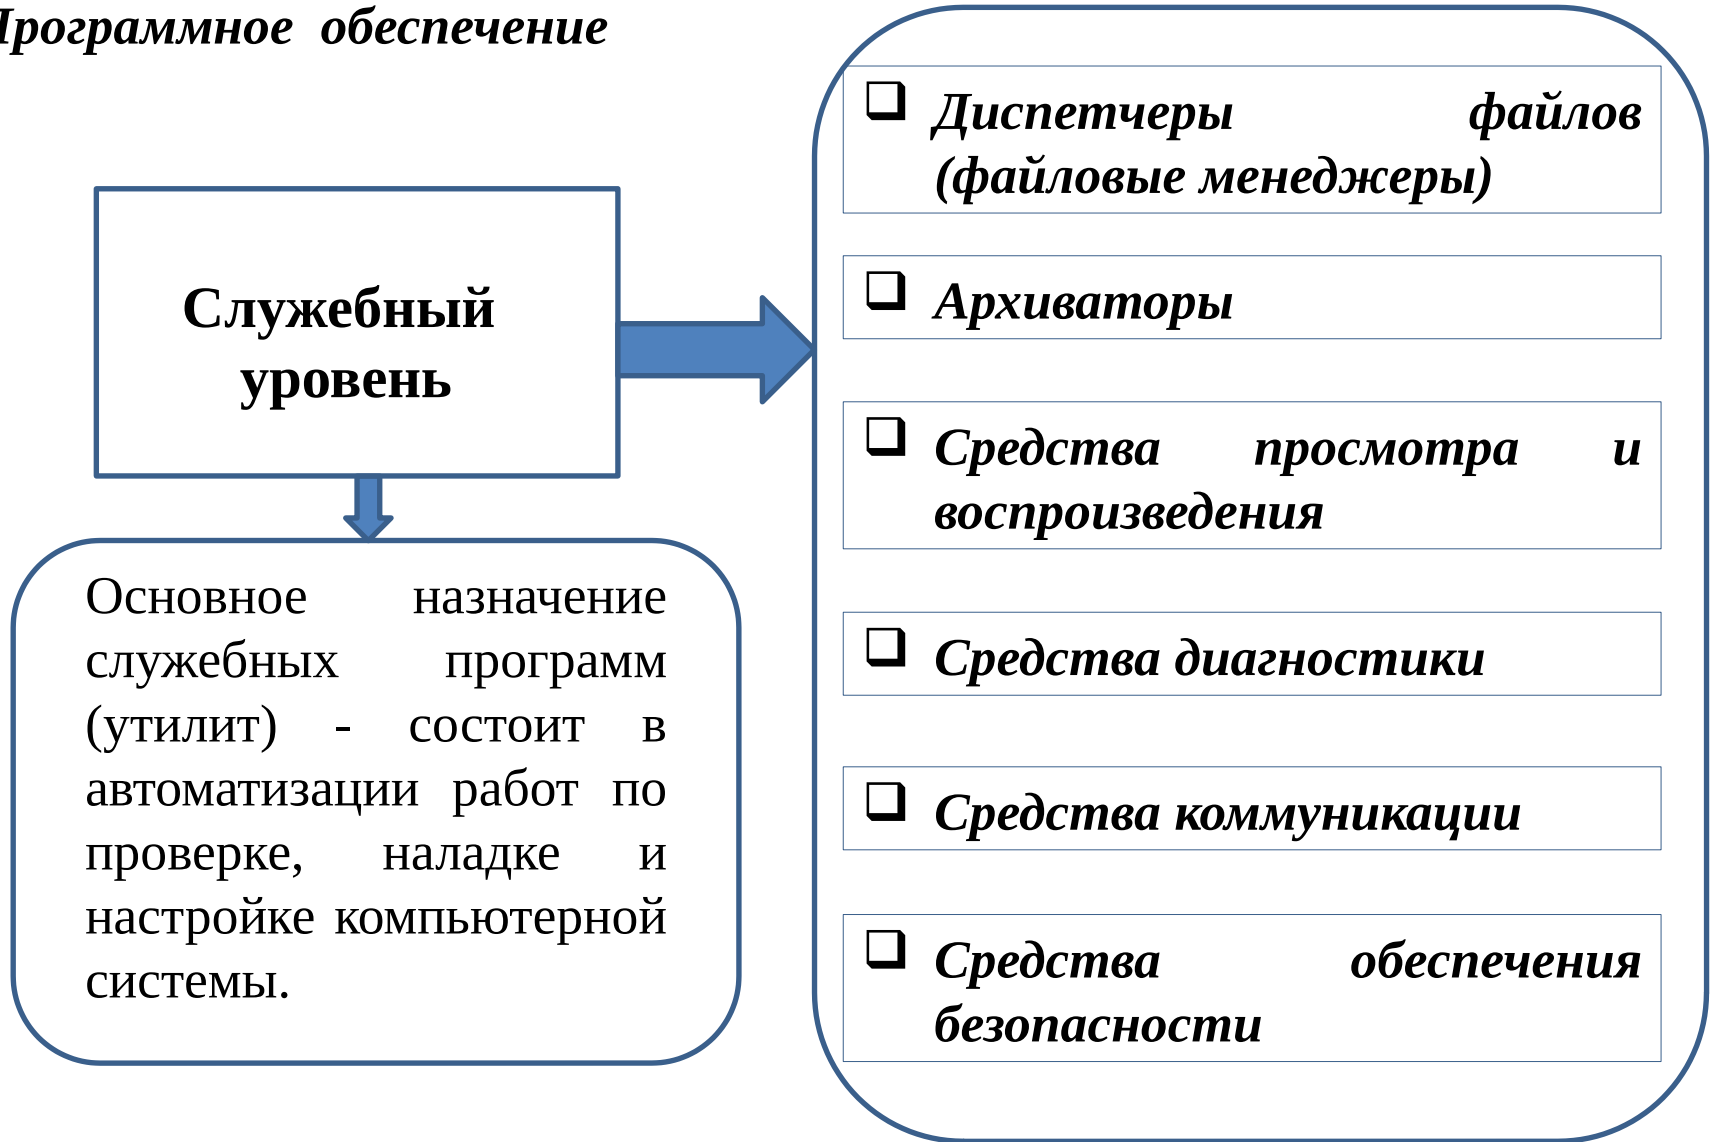 Программное обеспечение
Служебный
уровень
Основное назначение
служебных программ
(утилит) - состоит в
автоматизации работ по
проверке, наладке и
настройке компьютерной
системы.
Диспетчеры файлов
(файловые менеджеры)
Архиваторы
Средства просмотра и
воспроизведения
Средства диагностики
Средства коммуникации
Средства обеспечения
безопасности